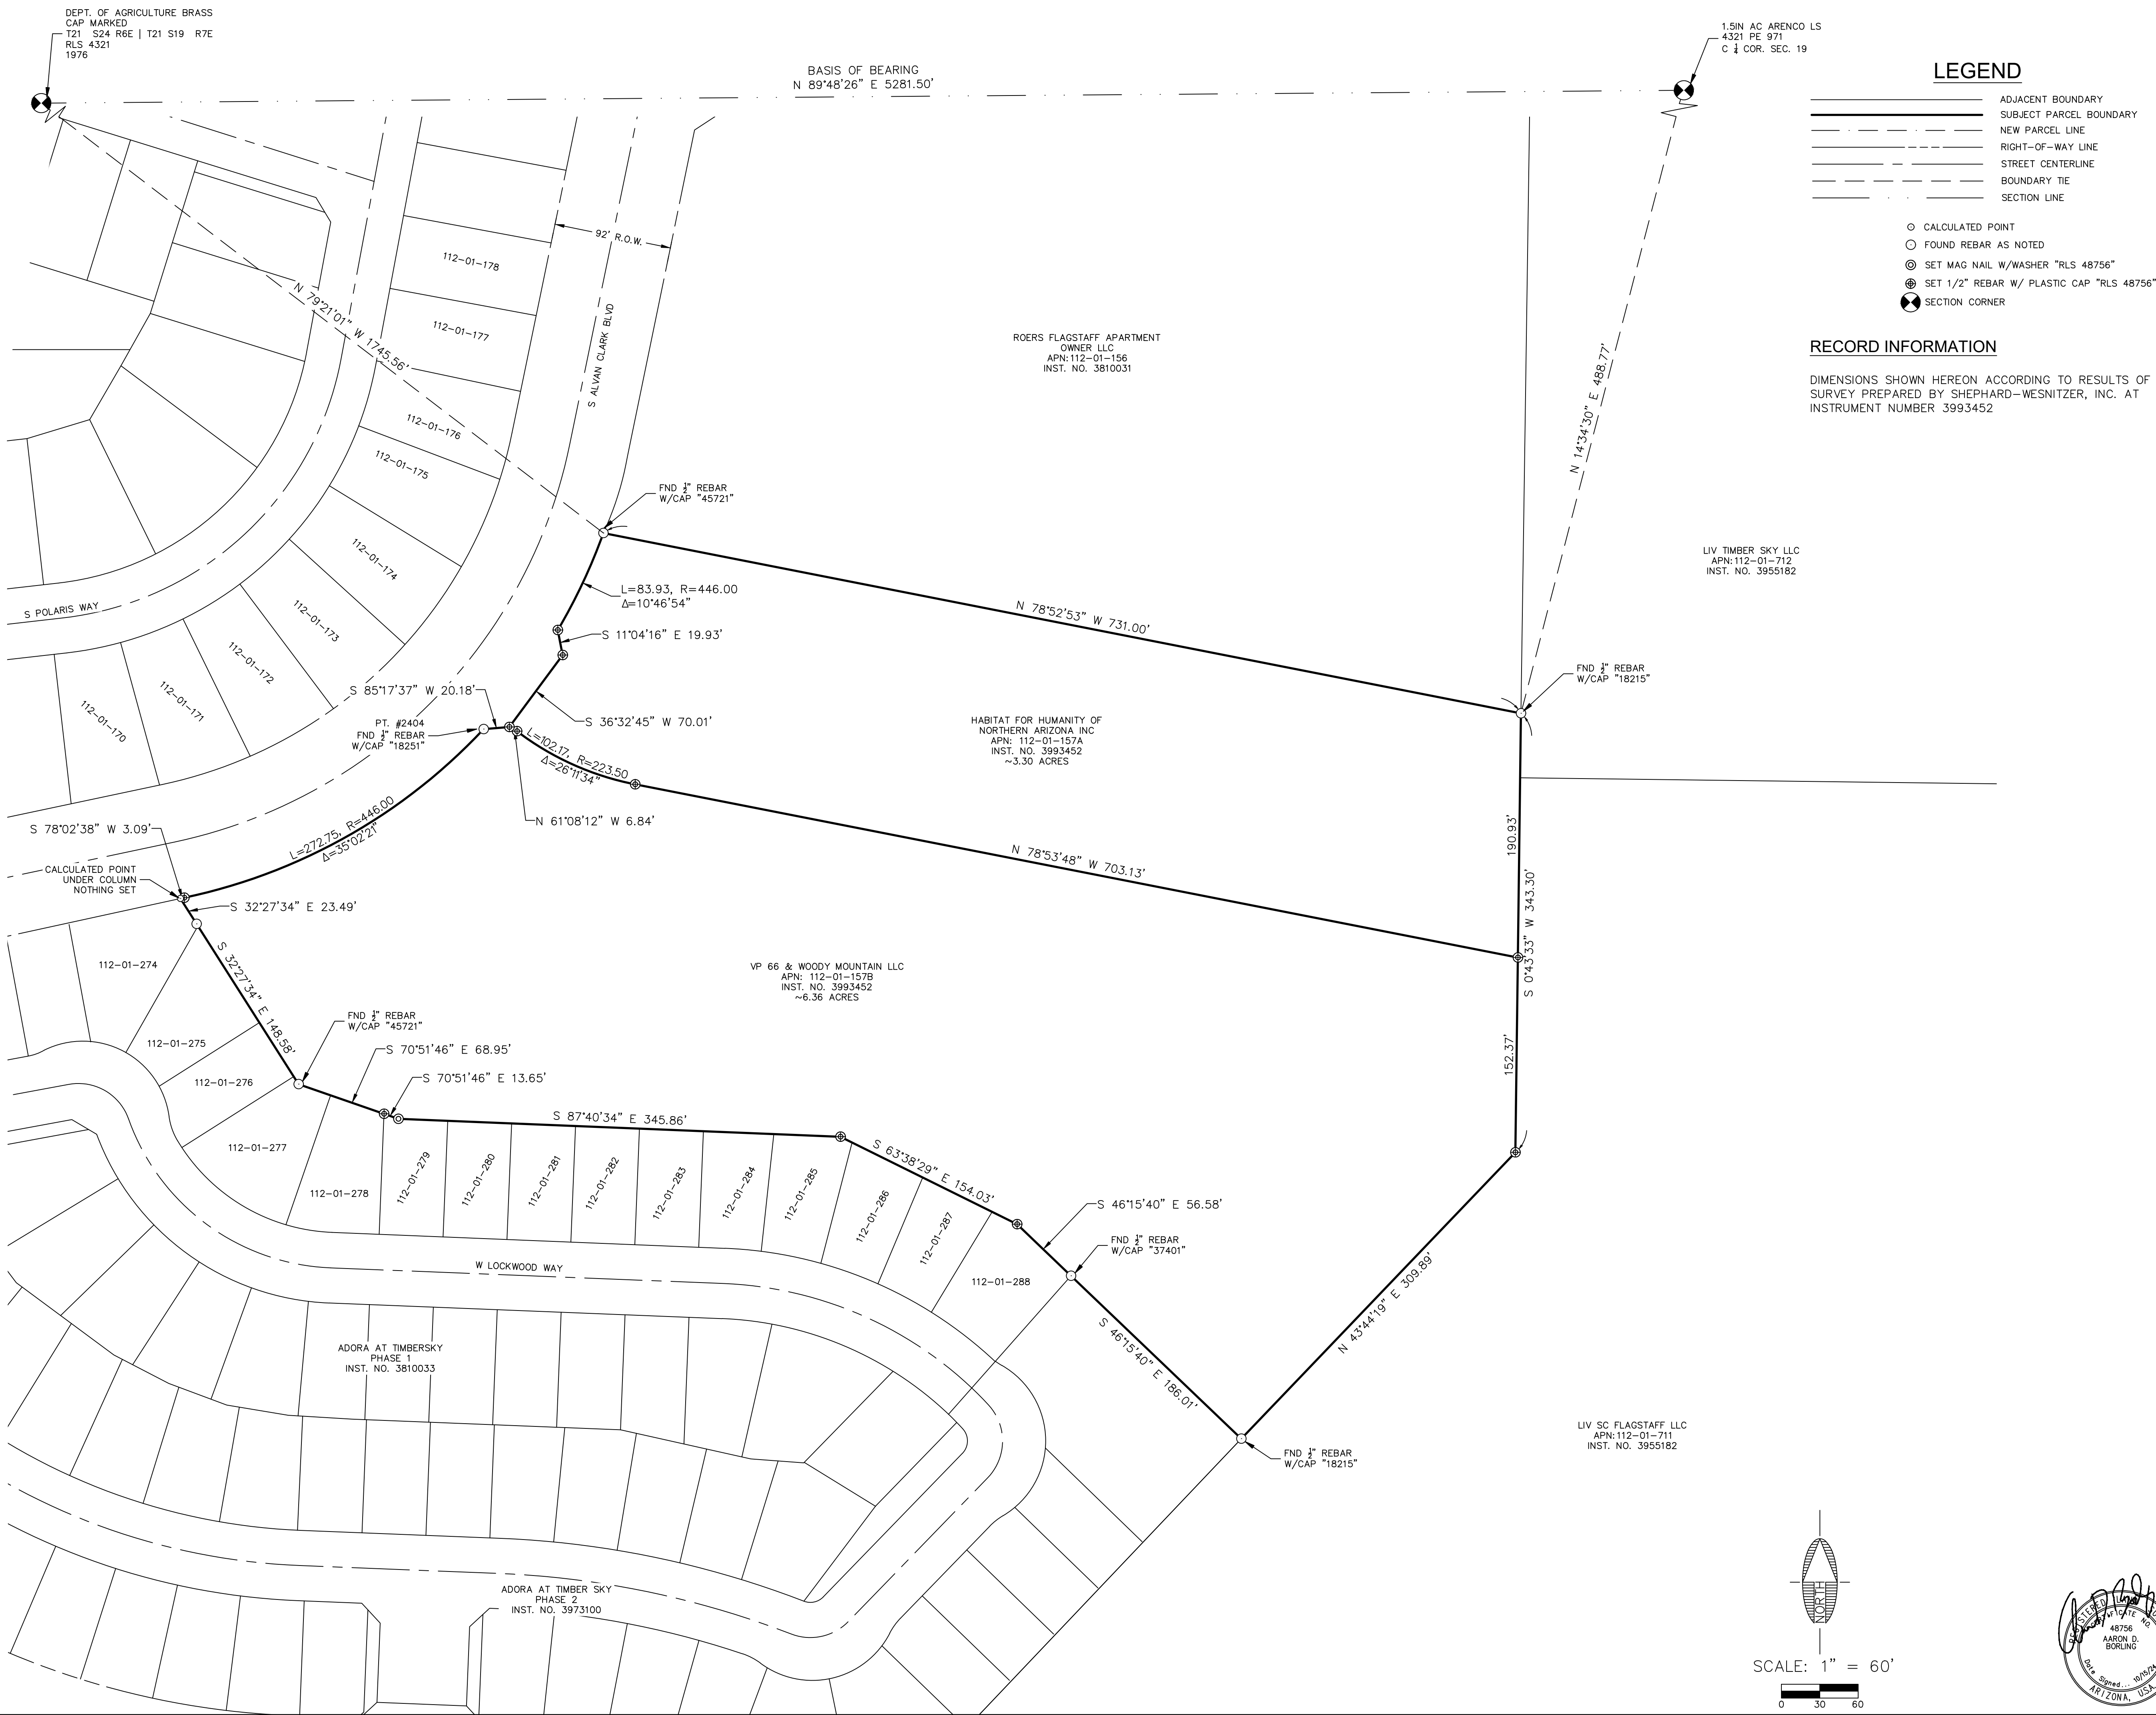 DEPT. OF AGRICULTURE BRASS
CAP MARKED
T21 S24 R6E | T21 S19 R7E
RLS 4321
1976
BASIS OF BEARING
N 89°48'26" E 5281.50'
1.5IN AC ARENCO LS
4321 PE 971
C 1/4 COR. SEC. 19
LEGEND
ADJACENT BOUNDARY
SUBJECT PARCEL BOUNDARY
NEW PARCEL LINE
RIGHT-OF-WAY LINE
STREET CENTERLINE
BOUNDARY TIE
SECTION LINE
CALCULATED POINT
FOUND REBAR AS NOTED
SET MAG NAIL W/WASHER "RLS 48756"
SET 1/2" REBAR W/ PLASTIC CAP "RLS 48756"
SECTION CORNER
RECORD INFORMATION
DIMENSIONS SHOWN HEREON ACCORDING TO RESULTS OF
SURVEY PREPARED BY SHEPHARD-WESNITZER, INC. AT
INSTRUMENT NUMBER 3993452
N 79°21'01" W 1745.56'
92' R.O.W.
S ALVAN CLARK BLVD
112-01-178
112-01-177
112-01-176
112-01-175
112-01-174
112-01-173
112-01-172
112-01-171
112-01-170
S POLARIS WAY
ROERS FLAGSTAFF APARTMENT
OWNER LLC
APN:112-01-156
INST. NO. 3810031
N 14°34'30" E 488.77'
LIV TIMBER SKY LLC
APN:112-01-712
INST. NO. 3955182
FND 1/2" REBAR
W/CAP "45721"
L=83.93, R=446.00
Δ=10°46'54"
S 11°04'16" E 19.93'
N 78°52'53" W 731.00'
FND 1/2" REBAR
W/CAP "18215"
S 85°17'37" W 20.18'
PT. #2404
FND 1/2" REBAR
W/CAP "18251"
S 36°32'45" W 70.01'
L=102.17, R=223.50
Δ=26°11'34"
N 61°08'12" W 6.84'
HABITAT FOR HUMANITY OF
NORTHERN ARIZONA INC
APN: 112-01-157A
INST. NO. 3993452
~3.30 ACRES
S 78°02'38" W 3.09'
L=272.75, R=446.00
Δ=35°02'21"
CALCULATED POINT
UNDER COLUMN
NOTHING SET
S 32°27'34" E 23.49'
N 78°53'48" W 703.13'
190.93'
S 0°43'33" W 343.30'
152.37'
112-01-274
S 32°27'34" E 148.58'
VP 66 & WOODY MOUNTAIN LLC
APN: 112-01-157B
INST. NO. 3993452
~6.36 ACRES
FND 1/2" REBAR
W/CAP "45721"
112-01-275
112-01-276
112-01-277
112-01-278
S 70°51'46" E 68.95'
S 70°51'46" E 13.65'
S 87°40'34" E 345.86'
112-01-279
112-01-280
112-01-281
112-01-282
112-01-283
112-01-284
112-01-285
112-01-286
112-01-287
112-01-288
S 63°38'29" E 154.03'
S 46°15'40" E 56.58'
FND 1/2" REBAR
W/CAP "37401"
W LOCKWOOD WAY
S 46°15'40" E 186.01'
N 43°44'19" E 309.89'
ADORA AT TIMBERSKY
PHASE 1
INST. NO. 3810033
FND 1/2" REBAR
W/CAP "18215"
LIV SC FLAGSTAFF LLC
APN:112-01-711
INST. NO. 3955182
ADORA AT TIMBER SKY
PHASE 2
INST. NO. 3973100
NORTH
SCALE: 1" = 60'
0 30 60
CERTIFICATE NO.
48756
AARON D.
BORLING
Date Signed... 10/15/24
ARIZONA, U.S.A.